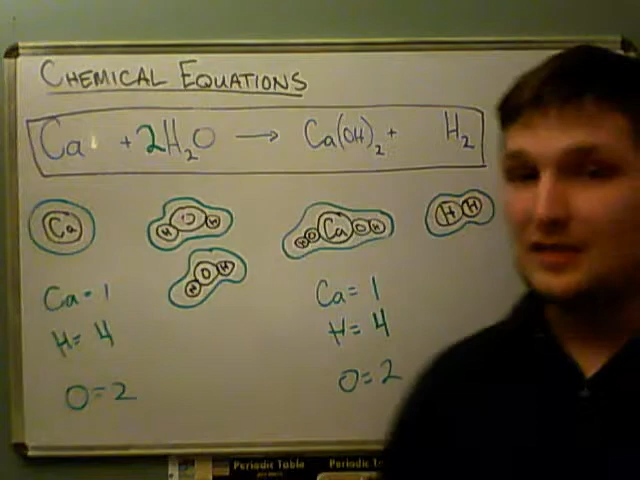 CHEMICAL EQUATIONS
Ca + 2H₂O → Ca(OH)₂ + H₂
Ca
H O H
H O H
H O Ca O H
H H
Ca = 1
H = 4
O = 2
Ca = 1
H = 4
O = 2
Periodic Table
Periodic